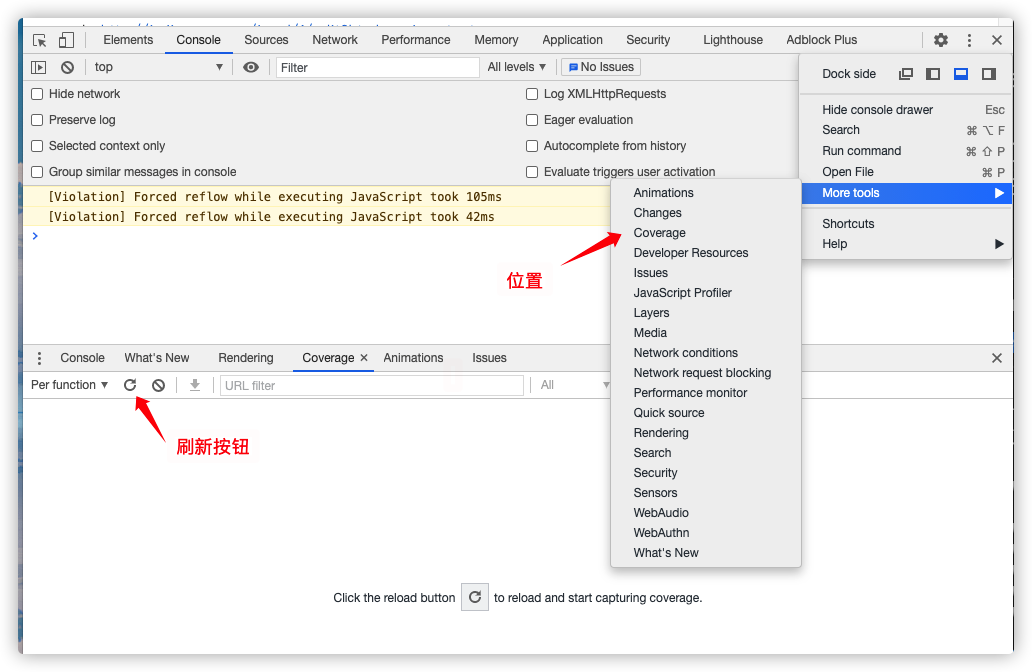 Elements Console Sources Network Performance Memory Application Security Lighthouse Adblock Plus
top Filter All levels No Issues
Hide network Log XMLHttpRequests
Preserve log Eager evaluation
Selected context only Autocomplete from history
Group similar messages in console Evaluate triggers user activation
[Violation] Forced reflow while executing JavaScript took 105ms
[Violation] Forced reflow while executing JavaScript took 42ms
Dock side
Hide console drawer Esc
Search ⌘ ⌥ F
Run command ⌘ ⇧ P
Open File ⌘ P
More tools
Shortcuts
Help
Animations
Changes
Coverage
Developer Resources
Issues
JavaScript Profiler
Layers
Media
Network conditions
Network request blocking
Performance monitor
Quick source
Rendering
Search
Security
Sensors
WebAudio
WebAuthn
What's New
位置
Console What's New Rendering Coverage Animations Issues
Per function URL filter All
刷新按钮
Click the reload button to reload and start capturing coverage.